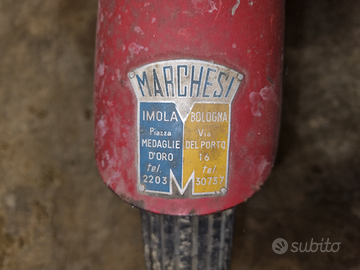 MARCHESI
IMOLA BOLOGNA
Piazza Via
MEDAGLIE DEL PORTO
D'ORO 16
tel. tel
2203 30737
M
subito